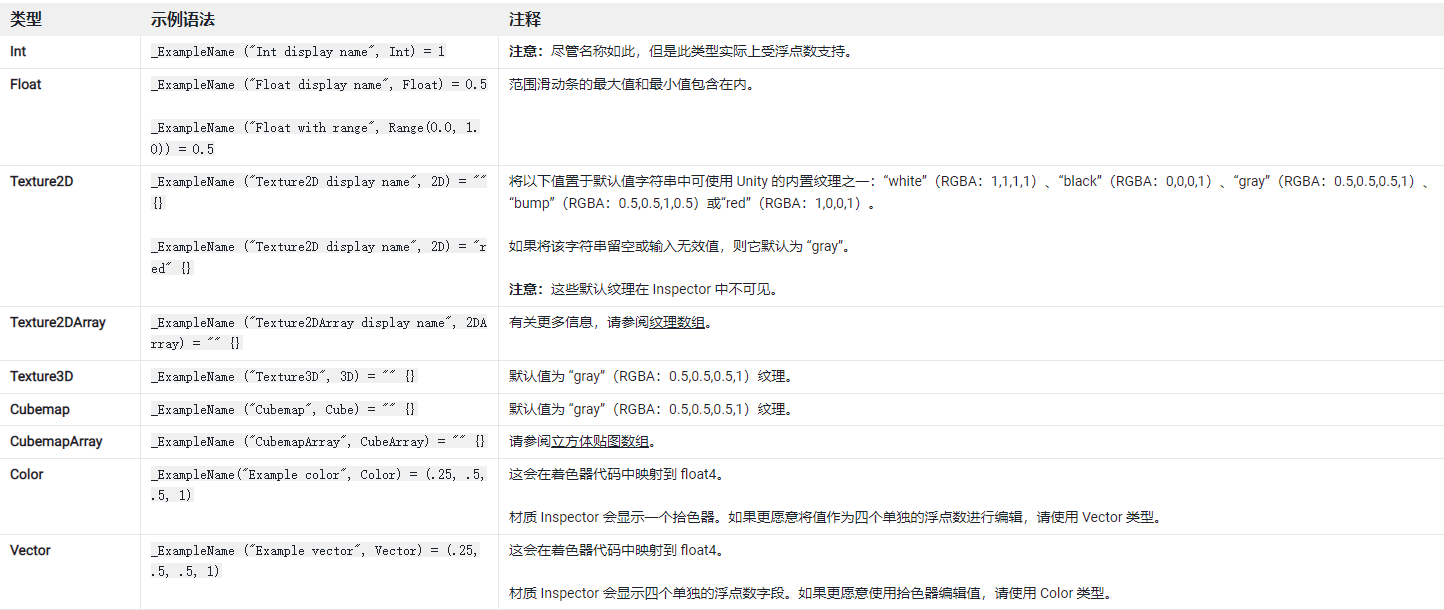 类型 示例语法 注释
Int _ExampleName ("Int display name", Int) = 1 注意：尽管名称如此，但是此类型实际上受浮点数支持。
Float _ExampleName ("Float display name", Float) = 0.5 范围滑动条的最大值和最小值包含在内。
_ExampleName ("Float with range", Range(0.0, 1.
0)) = 0.5
Texture2D _ExampleName ("Texture2D display name", 2D) = "" 将以下值置于默认值字符串中可使用 Unity 的内置纹理之一：“white”（RGBA：1,1,1,1）、“black”（RGBA：0,0,0,1）、“gray”（RGBA：0.5,0.5,0.5,1）、
{} “bump”（RGBA：0.5,0.5,1,0.5）或“red”（RGBA：1,0,0,1）。
_ExampleName ("Texture2D display name", 2D) = "r 如果将该字符串留空或输入无效值，则它默认为 “gray”。
ed" {}
注意：这些默认纹理在 Inspector 中不可见。
Texture2DArray _ExampleName ("Texture2DArray display name", 2DA 有关更多信息，请参阅纹理数组。
rray) = "" {}
Texture3D _ExampleName ("Texture3D", 3D) = "" {} 默认值为 “gray”（RGBA：0.5,0.5,0.5,1）纹理。
Cubemap _ExampleName ("Cubemap", Cube) = "" {} 默认值为 “gray”（RGBA：0.5,0.5,0.5,1）纹理。
CubemapArray _ExampleName ("CubemapArray", CubeArray) = "" {} 请参阅立方体贴图数组。
Color _ExampleName("Example color", Color) = (.25, .5, 这会在着色器代码中映射到 float4。
.5, 1)
材质 Inspector 会显示一个拾色器。如果更愿意将值作为四个单独的浮点数进行编辑，请使用 Vector 类型。
Vector _ExampleName ("Example vector", Vector) = (.25, 这会在着色器代码中映射到 float4。
.5, .5, 1)
材质 Inspector 会显示四个单独的浮点数字段。如果更愿意使用拾色器编辑值，请使用 Color 类型。